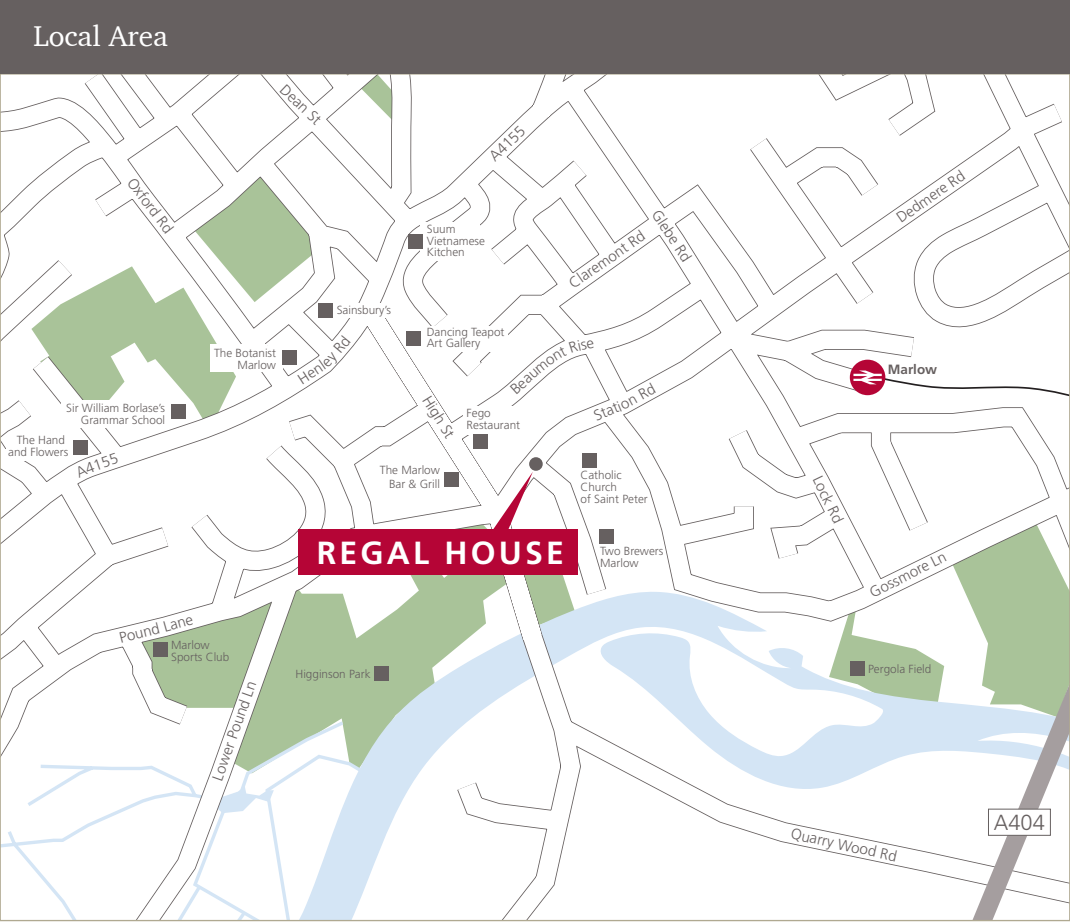 Local Area
Dean St
A4155
Oxford Rd
Dedmere Rd
Glebe Rd
Suum
Vietnamese
Kitchen
Claremont Rd
Sainsbury's
Dancing Teapot
Art Gallery
Henley Rd
The Botanist
Marlow
Beaumont Rise
Marlow
Station Rd
High St
Sir William Borlase's
Grammar School
Fego
Restaurant
The Hand
and Flowers
A4155
The Marlow
Bar & Grill
Catholic
Church
of Saint Peter
Lock Rd
REGAL HOUSE
Two Brewers
Marlow
Gossmore Ln
Pound Lane
Marlow
Sports Club
Higginson Park
Pergola Field
Lower Pound Ln
A404
Quarry Wood Rd